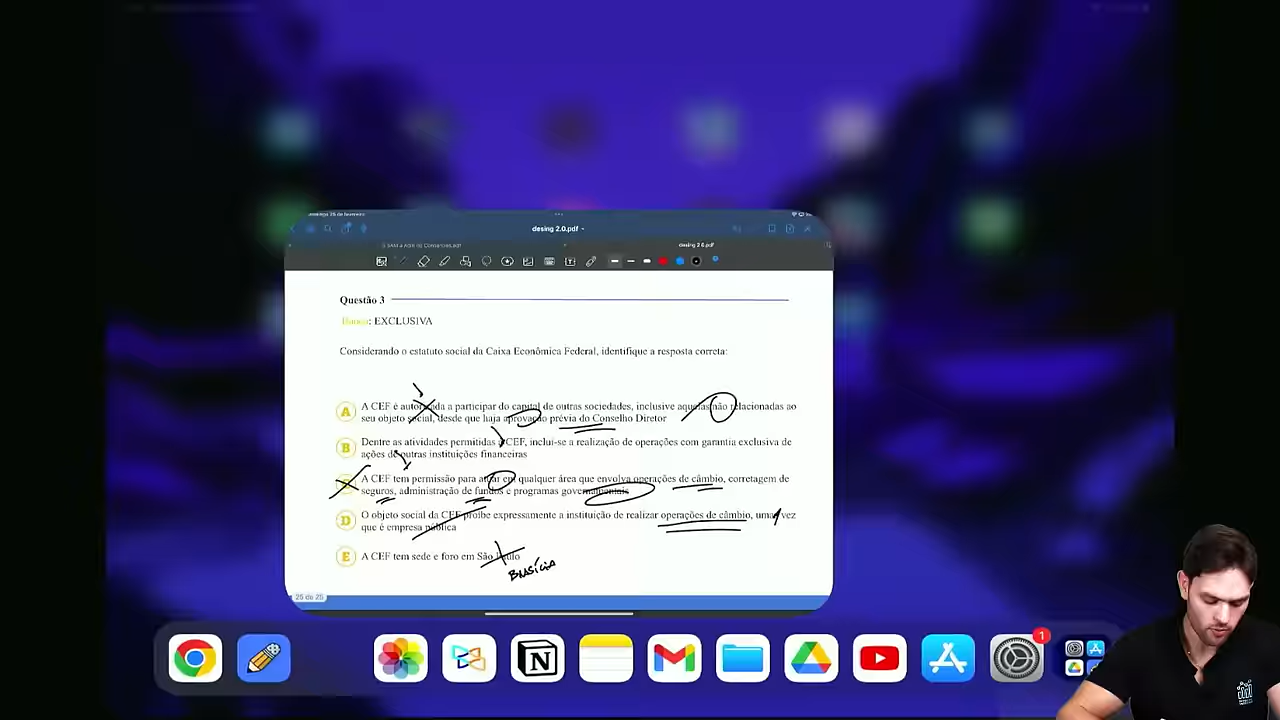 desing 2.0.pdf
Questão 3
Banca: EXCLUSIVA
Considerando o estatuto social da Caixa Econômica Federal, identifique a resposta correta:
A A CEF é autorizada a participar do capital de outras sociedades, inclusive aquelas não relacionadas ao
seu objeto social, desde que haja aprovação prévia do Conselho Diretor
B Dentre as atividades permitidas à CEF, inclui-se a realização de operações com garantia exclusiva de
ações de outras instituições financeiras
A CEF tem permissão para atuar em qualquer área que envolva operações de câmbio, corretagem de
seguros, administração de fundos e programas governamentais
D O objeto social da CEF proíbe expressamente a instituição de realizar operações de câmbio, uma vez
que é empresa pública
E A CEF tem sede e foro em São Paulo
BRASÍLIA
25 de 25
N
1